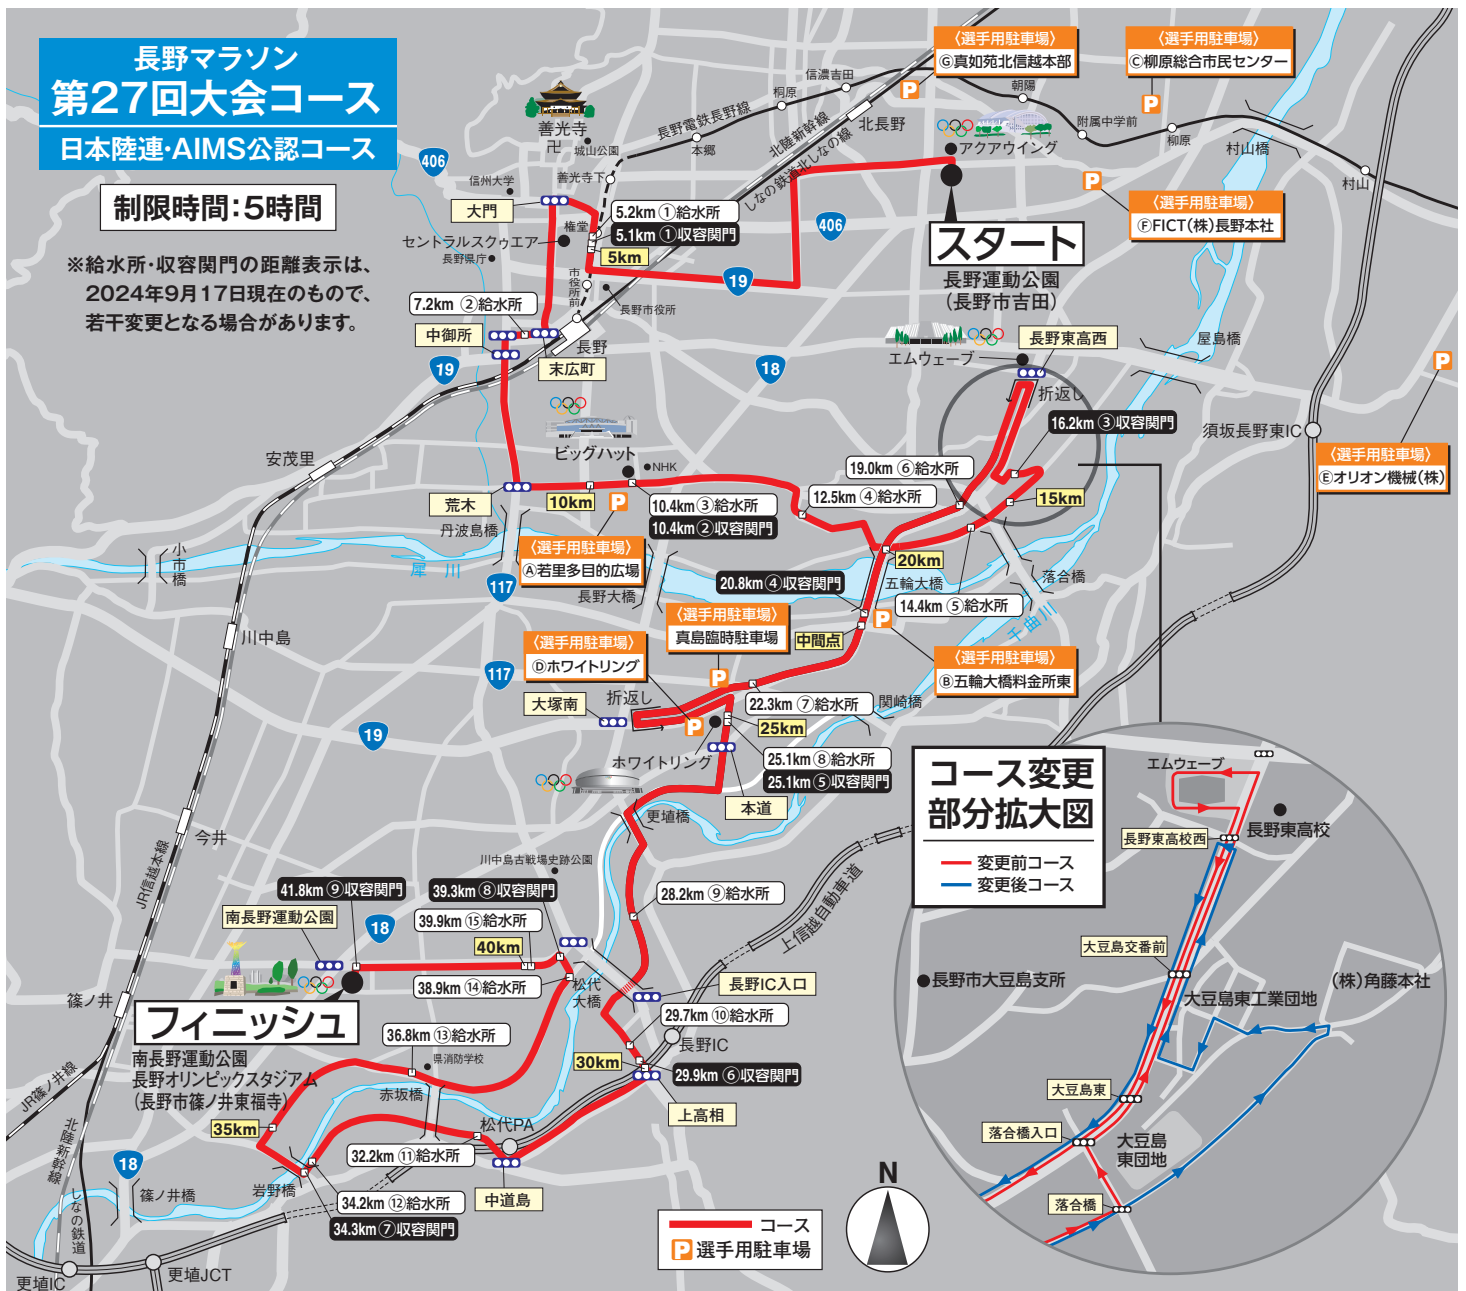 長野マラソン
第27回大会コース
日本陸連・AIMS公認コース
制限時間：5時間
※給水所・収容関門の距離表示は、
2024年9月17日現在のもので、
若干変更となる場合があります。
善光寺
城山公園
406
信州大学
善光寺下
大門
権堂
セントラルスクゥエア
長野県庁
5.2km ①給水所
5.1km ①収容関門
5km
市役所前
長野市役所
7.2km ②給水所
中御所
末広町
長野
19
本郷
桐原
信濃吉田
長野電鉄長野線
北陸新幹線
しなの鉄道北しなの線
北長野
〈選手用駐車場〉
Ⓖ真如苑北信越本部
P
〈選手用駐車場〉
Ⓒ柳原総合市民センター
P
朝陽
附属中学前
柳原
村山橋
村山
アクアウイング
スタート
長野運動公園
(長野市吉田)
406
19
P
〈選手用駐車場〉
ⒻFICT(株)長野本社
屋島橋
エムウェーブ
長野東高西
折返し
18
P
須坂長野東IC
〈選手用駐車場〉
Ⓔオリオン機械(株)
16.2km ③収容関門
19.0km ⑥給水所
12.5km ④給水所
15km
ビッグハット
NHK
安茂里
荒木
丹波島橋
10km
10.4km ③給水所
10.4km ②収容関門
P
〈選手用駐車場〉
Ⓐ若里多目的広場
小市橋
犀川
117
長野大橋
20km
五輪大橋
落合橋
千曲川
20.8km ④収容関門
14.4km ⑤給水所
中間点
P
〈選手用駐車場〉
Ⓑ五輪大橋料金所東
〈選手用駐車場〉
真島臨時駐車場
P
〈選手用駐車場〉
Ⓓホワイトリング
P
川中島
117
大塚南
折返し
22.3km ⑦給水所
関崎橋
25km
19
ホワイトリング
25.1km ⑧給水所
25.1km ⑤収容関門
本道
更埴橋
今井
JR信越本線
川中島古戦場史跡公園
41.8km ⑨収容関門
39.3km ⑧収容関門
28.2km ⑨給水所
上信越自動車道
南長野運動公園
18
39.9km ⑮給水所
40km
38.9km ⑭給水所
松代大橋
長野IC入口
29.7km ⑩給水所
長野IC
篠ノ井
フィニッシュ
南長野運動公園
長野オリンピックスタジアム
(長野市篠ノ井東福寺)
36.8km ⑬給水所
県消防学校
30km
29.9km ⑥収容関門
上高相
赤坂橋
JR篠ノ井線
35km
松代PA
32.2km ⑪給水所
中道島
北陸新幹線
しなの鉄道
18
篠ノ井橋
岩野橋
34.2km ⑫給水所
34.3km ⑦収容関門
更埴IC
更埴JCT
コース
P 選手用駐車場
N
コース変更
部分拡大図
変更前コース
変更後コース
エムウェーブ
長野東高校
長野東高校西
大豆島交番前
長野市大豆島支所
大豆島東工業団地
(株)角藤本社
大豆島東
落合橋入口
大豆島
東団地
落合橋